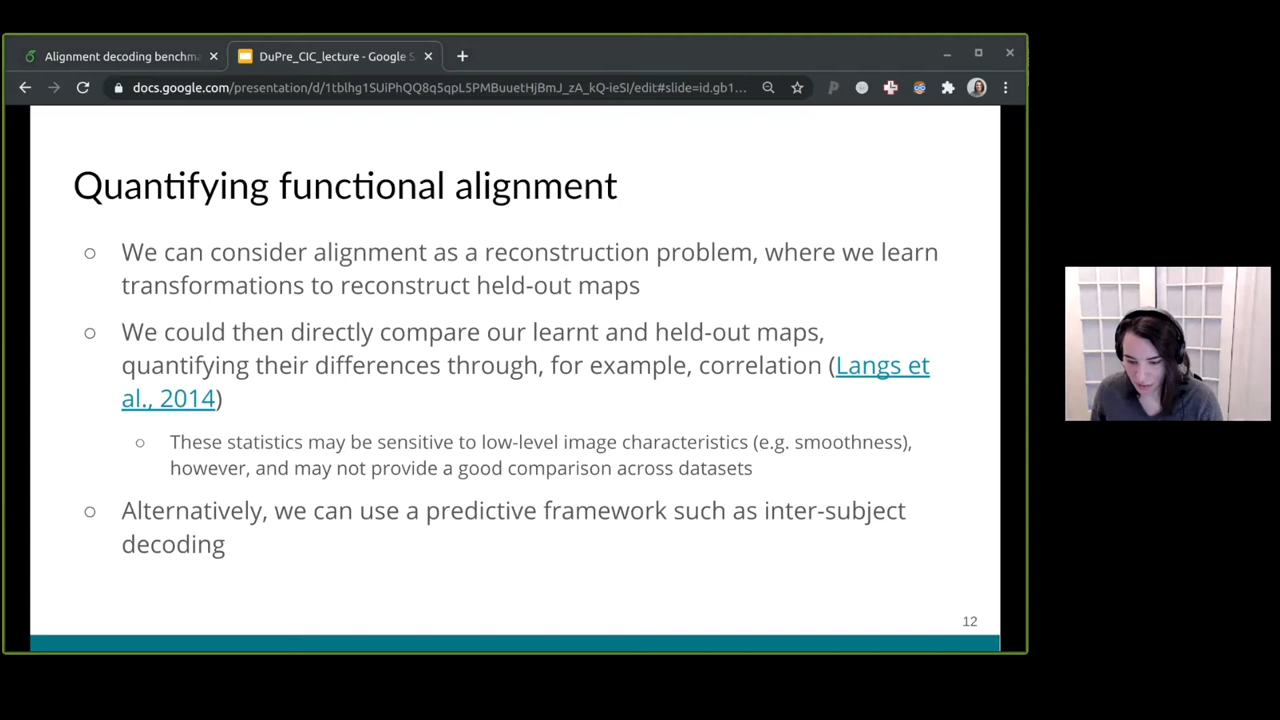 Alignment decoding benchma
DuPre_CIC_lecture - Google S
docs.google.com/presentation/d/1tblhg1SUiPhQQ8q5qpL5PMBuuetHjBmJ_zA_kQ-ieSI/edit#slide=id.gb1...
Quantifying functional alignment
We can consider alignment as a reconstruction problem, where we learn
transformations to reconstruct held-out maps
We could then directly compare our learnt and held-out maps,
quantifying their differences through, for example, correlation (Langs et
al., 2014)
These statistics may be sensitive to low-level image characteristics (e.g. smoothness),
however, and may not provide a good comparison across datasets
Alternatively, we can use a predictive framework such as inter-subject
decoding
12